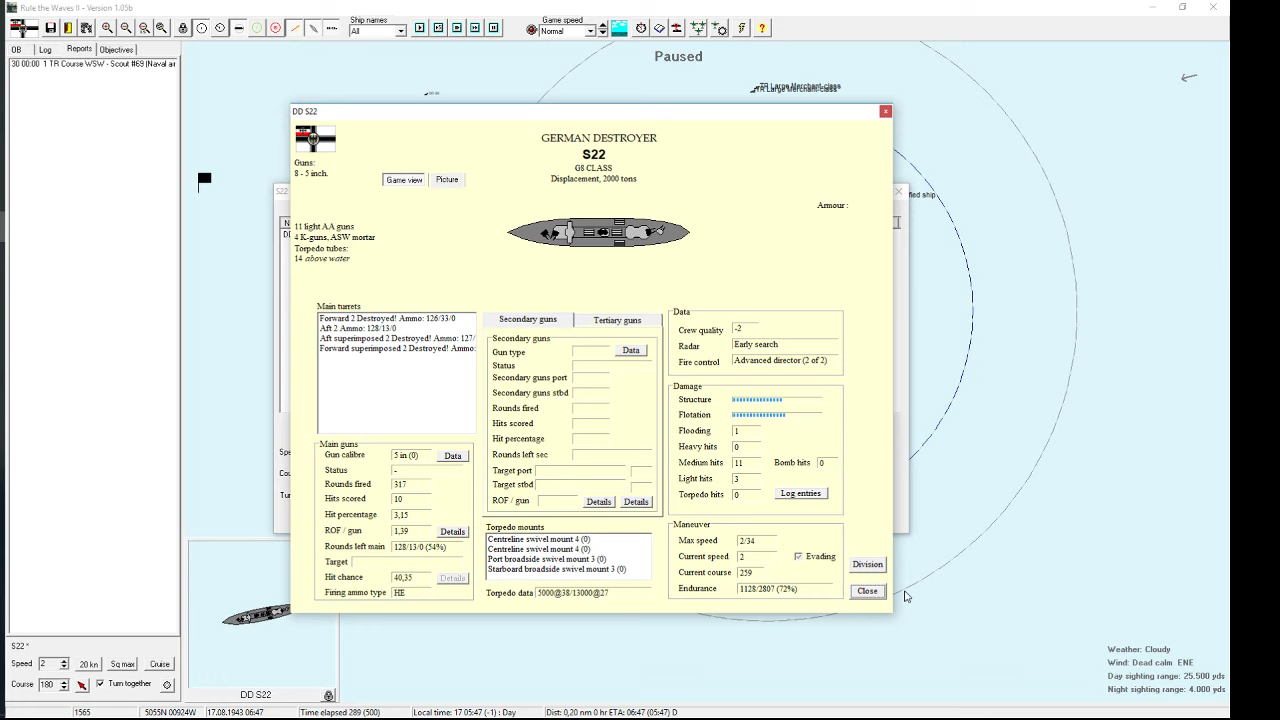 Rule the Waves II - Version 1.05b
Ship names
All
Game speed
Normal
OB Log Reports Objectives
30 00:00 1 TR Course WSW - Scout #69 (Naval air
Paused
TR Large Merchant-class
TR Large Merchant-class
DD S22
GERMAN DESTROYER
S22
G8 CLASS
Displacement, 2000 tons
Guns:
8 - 5 inch.
Game view Picture
Armour :
11 light AA guns
4 K-guns, ASW mortar
Torpedo tubes:
14 above water
S22
fied ship
Main turrets
Forward 2 Destroyed! Ammo: 126/33/0
Aft 2 Ammo: 128/13/0
Aft superimposed 2 Destroyed! Ammo: 127/
Forward superimposed 2 Destroyed! Ammo:
Main guns
Gun calibre 5 in (0) Data
Status -
Rounds fired 317
Hits scored 10
Hit percentage 3,15
ROF / gun 1,39 Details
Rounds left main 128/13/0 (54%)
Target
Hit chance 40,35 Details
Firing ammo type HE
Secondary guns Tertiary guns
Secondary guns
Gun type Data
Status
Secondary guns port
Secondary guns stbd
Rounds fired
Hits scored
Hit percentage
Rounds left sec
Target port
Target stbd
ROF / gun Details Details
Torpedo mounts
Centreline swivel mount 4 (0)
Centreline swivel mount 4 (0)
Port broadside swivel mount 3 (0)
Starboard broadside swivel mount 3 (0)
Torpedo data 5000@38/13000@27
Data
Crew quality -2
Radar Early search
Fire control Advanced director (2 of 2)
Damage
Structure
Flotation
Flooding 1
Heavy hits 0
Medium hits 11 Bomb hits 0
Light hits 3
Torpedo hits 0 Log entries
Maneuver
Max speed 2/34
Current speed 2 Evading
Current course 259
Endurance 1128/2807 (72%)
Division
Close
S22 *
Speed 2 20 kn Sq max Cruise
Course 180 Turn together
DD S22
Weather: Cloudy
Wind: Dead calm ENE
Day sighting range: 25.500 yds
Night sighting range: 4.000 yds
1565 5055N 00924W 17.08.1943 06:47 Time elapsed 289 (500) Local time: 17 05:47 (-1) : Day Dist: 0,20 nm 0 hr ETA: 06:47 (05:47) D